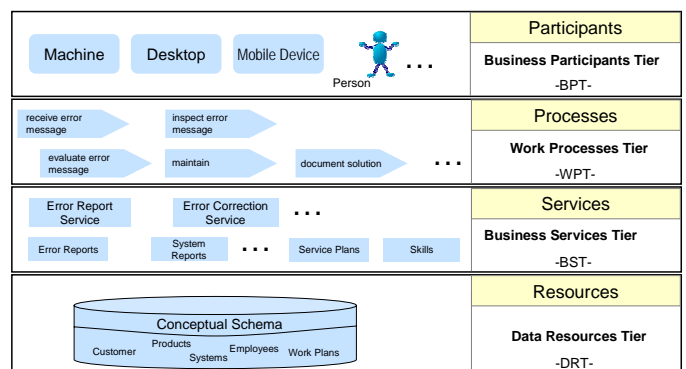 Participants
Machine
Desktop
Mobile Device
Person
...
Business Participants Tier
-BPT-
Processes
receive error
message
inspect error
message
evaluate error
message
maintain
document solution
...
Work Processes Tier
-WPT-
Services
Error Report
Service
Error Correction
Service
...
Error Reports
System
Reports
...
Service Plans
Skills
Business Services Tier
-BST-
Resources
Conceptual Schema
Customer
Products
Systems
Employees
Work Plans
Data Resources Tier
-DRT-